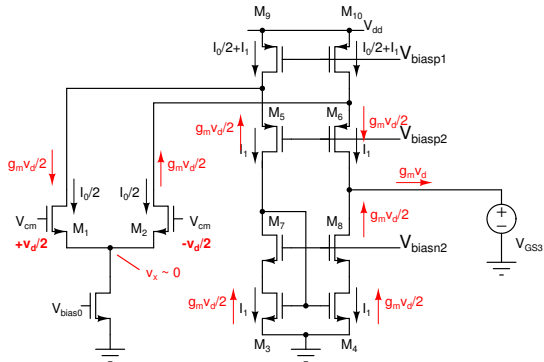 M9 M10
Vdd
I0/2+I1 I0/2+I1 Vbiasp1
M5 M6 gmvd/2
gmvd/2 gmvd/2 gmvd/2 I1 I1 Vbiasp2
I0/2 I0/2 gmvd
Vcm M1 M2 Vcm
+vd/2 -vd/2
VGS3
M7 M8 gmvd/2
vx ~ 0 Vbiasn2
Vbias0 gmvd/2 I1 I1 gmvd/2
M3 M4